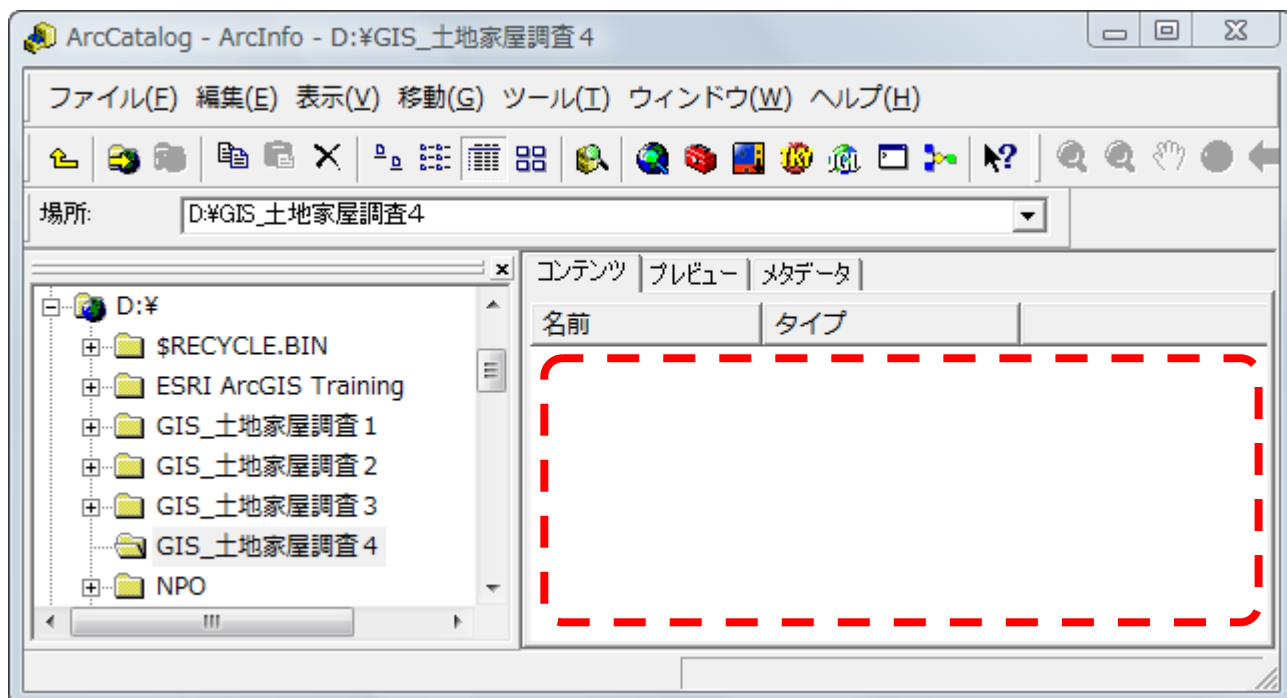 ArcCatalog - ArcInfo - D:¥GIS_土地家屋調査４
ファイル(F) 編集(E) 表示(V) 移動(G) ツール(T) ウィンドウ(W) ヘルプ(H)
場所: D:¥GIS_土地家屋調査4
コンテンツ プレビュー メタデータ
名前 タイプ
D:¥
$RECYCLE.BIN
ESRI ArcGIS Training
GIS_土地家屋調査１
GIS_土地家屋調査２
GIS_土地家屋調査３
GIS_土地家屋調査４
NPO